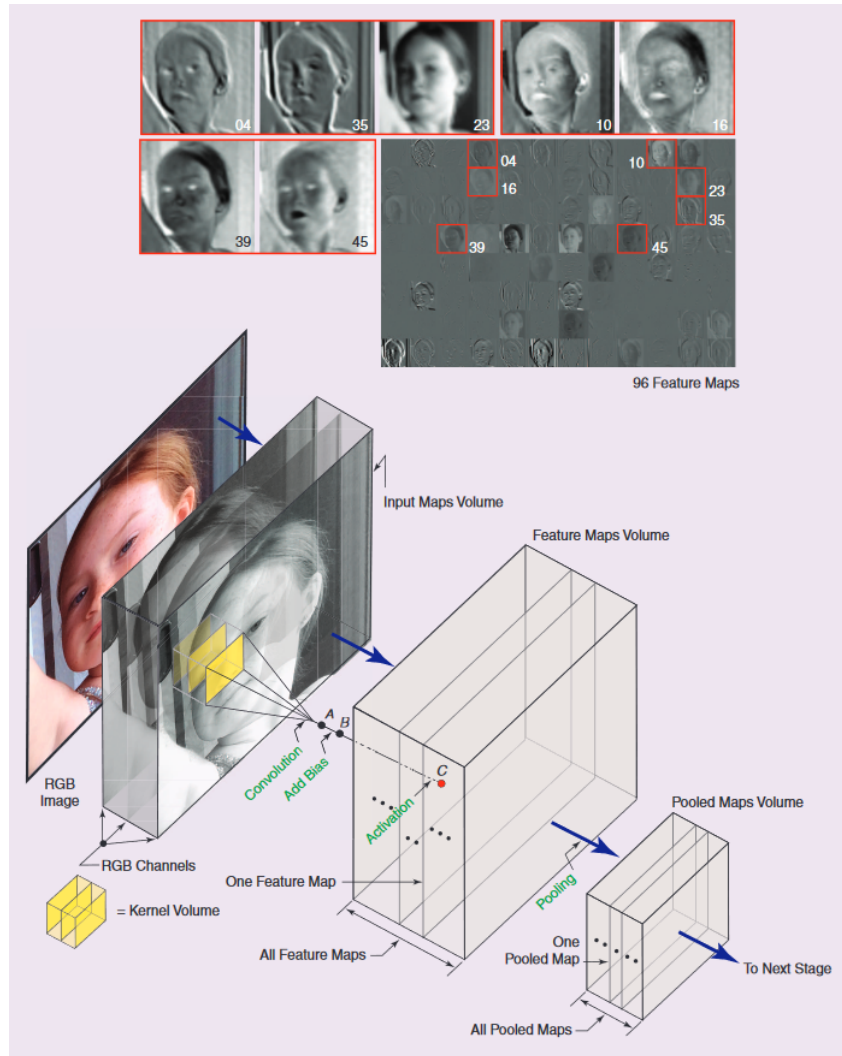 04
35
23
10
16
39
45
04
10
16
23
35
39
45
96 Feature Maps
Input Maps Volume
Feature Maps Volume
A
B
Convolution
Add Bias
C
Activation
RGB
Image
Pooled Maps Volume
RGB Channels
One Feature Map
Pooling
= Kernel Volume
All Feature Maps
One
Pooled Map
To Next Stage
All Pooled Maps